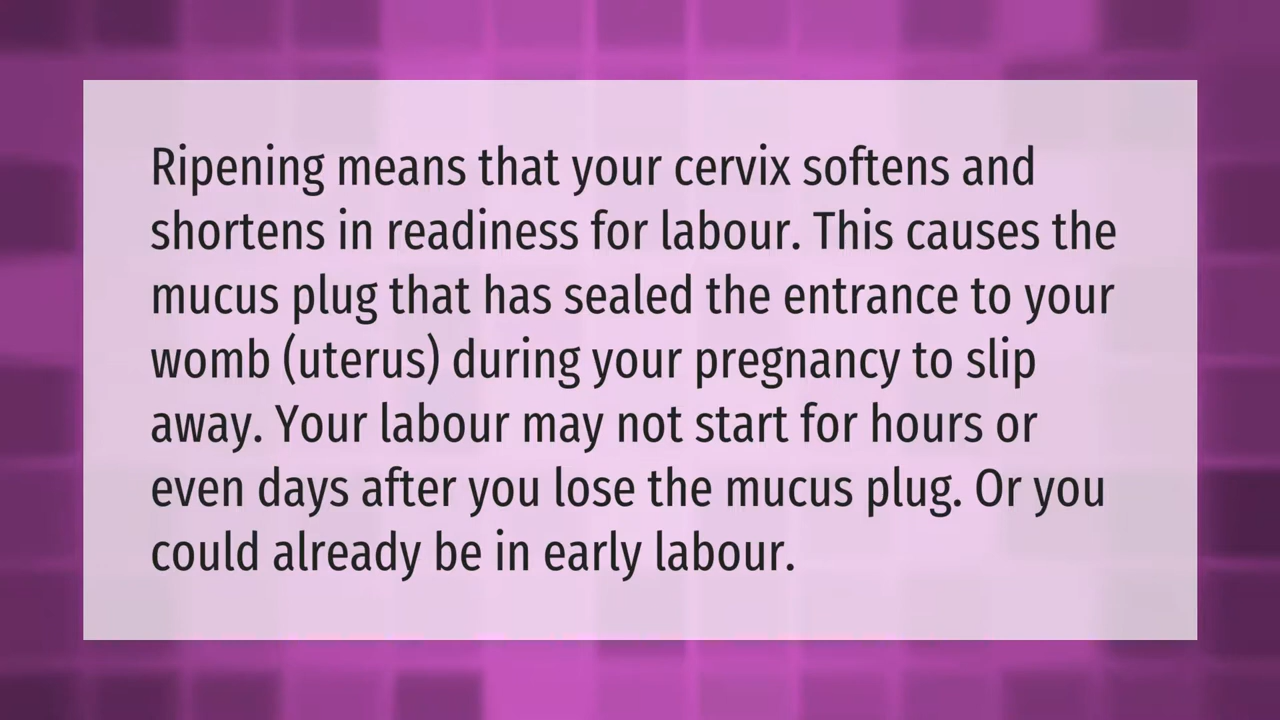 Ripening means that your cervix softens and
shortens in readiness for labour. This causes the
mucus plug that has sealed the entrance to your
womb (uterus) during your pregnancy to slip
away. Your labour may not start for hours or
even days after you lose the mucus plug. Or you
could already be in early labour.